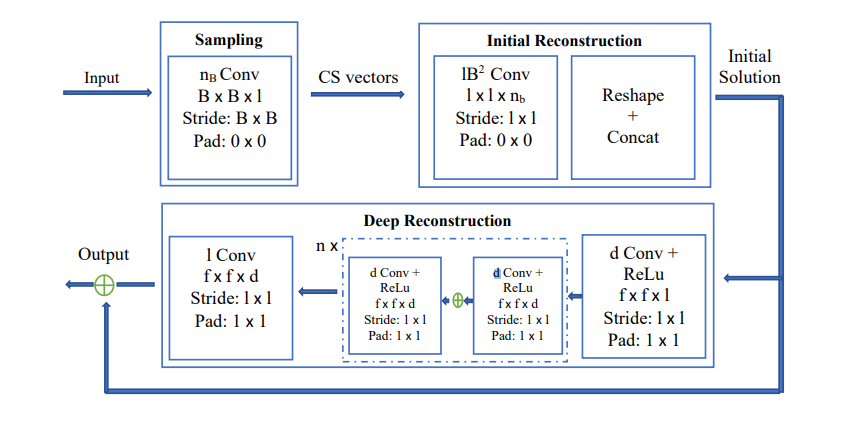 Sampling
n_B Conv
B x B x l
Stride: B x B
Pad: 0 x 0
Input
CS vectors
Initial Reconstruction
lB² Conv
l x l x n_b
Stride: l x l
Pad: 0 x 0
Reshape
+
Concat
Initial
Solution
Deep Reconstruction
d Conv +
ReLu
f x f x l
Stride: l x l
Pad: 1 x 1
n x
d Conv +
ReLu
f x f x d
Stride: 1 x 1
Pad: 1 x 1
d Conv +
ReLu
f x f x d
Stride: 1 x 1
Pad: 1 x 1
l Conv
f x f x d
Stride: l x l
Pad: 1 x 1
Output